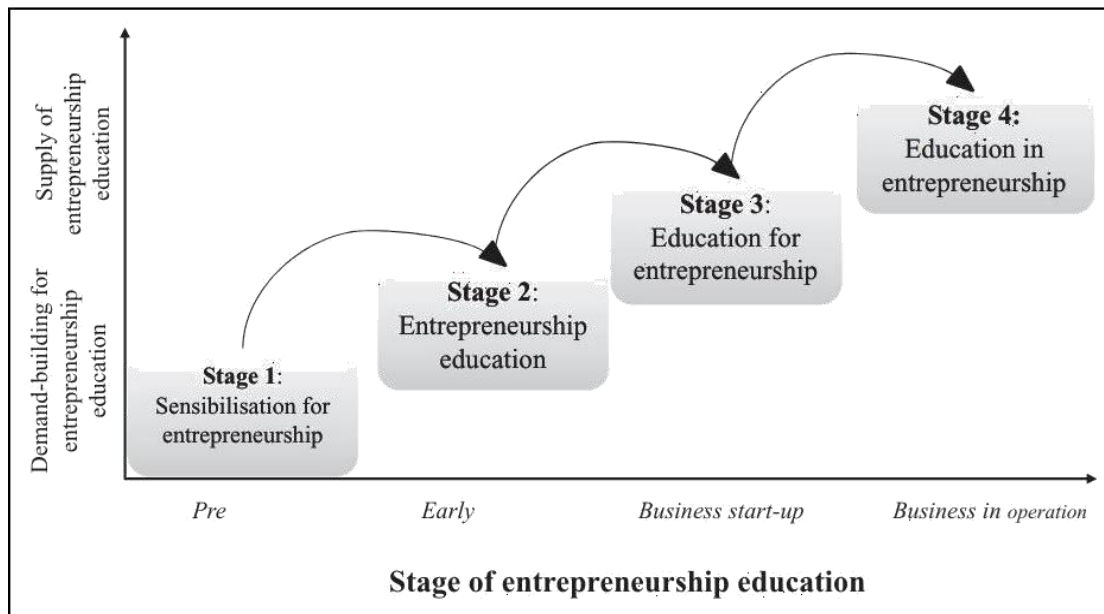 Supply of
entrepreneurship
education
Demand-building for
entrepreneurship
education
Stage 1:
Sensibilisation for
entrepreneurship
Stage 2:
Entrepreneurship
education
Stage 3:
Education for
entrepreneurship
Stage 4:
Education in
entrepreneurship
Pre
Early
Business start-up
Business in operation
Stage of entrepreneurship education